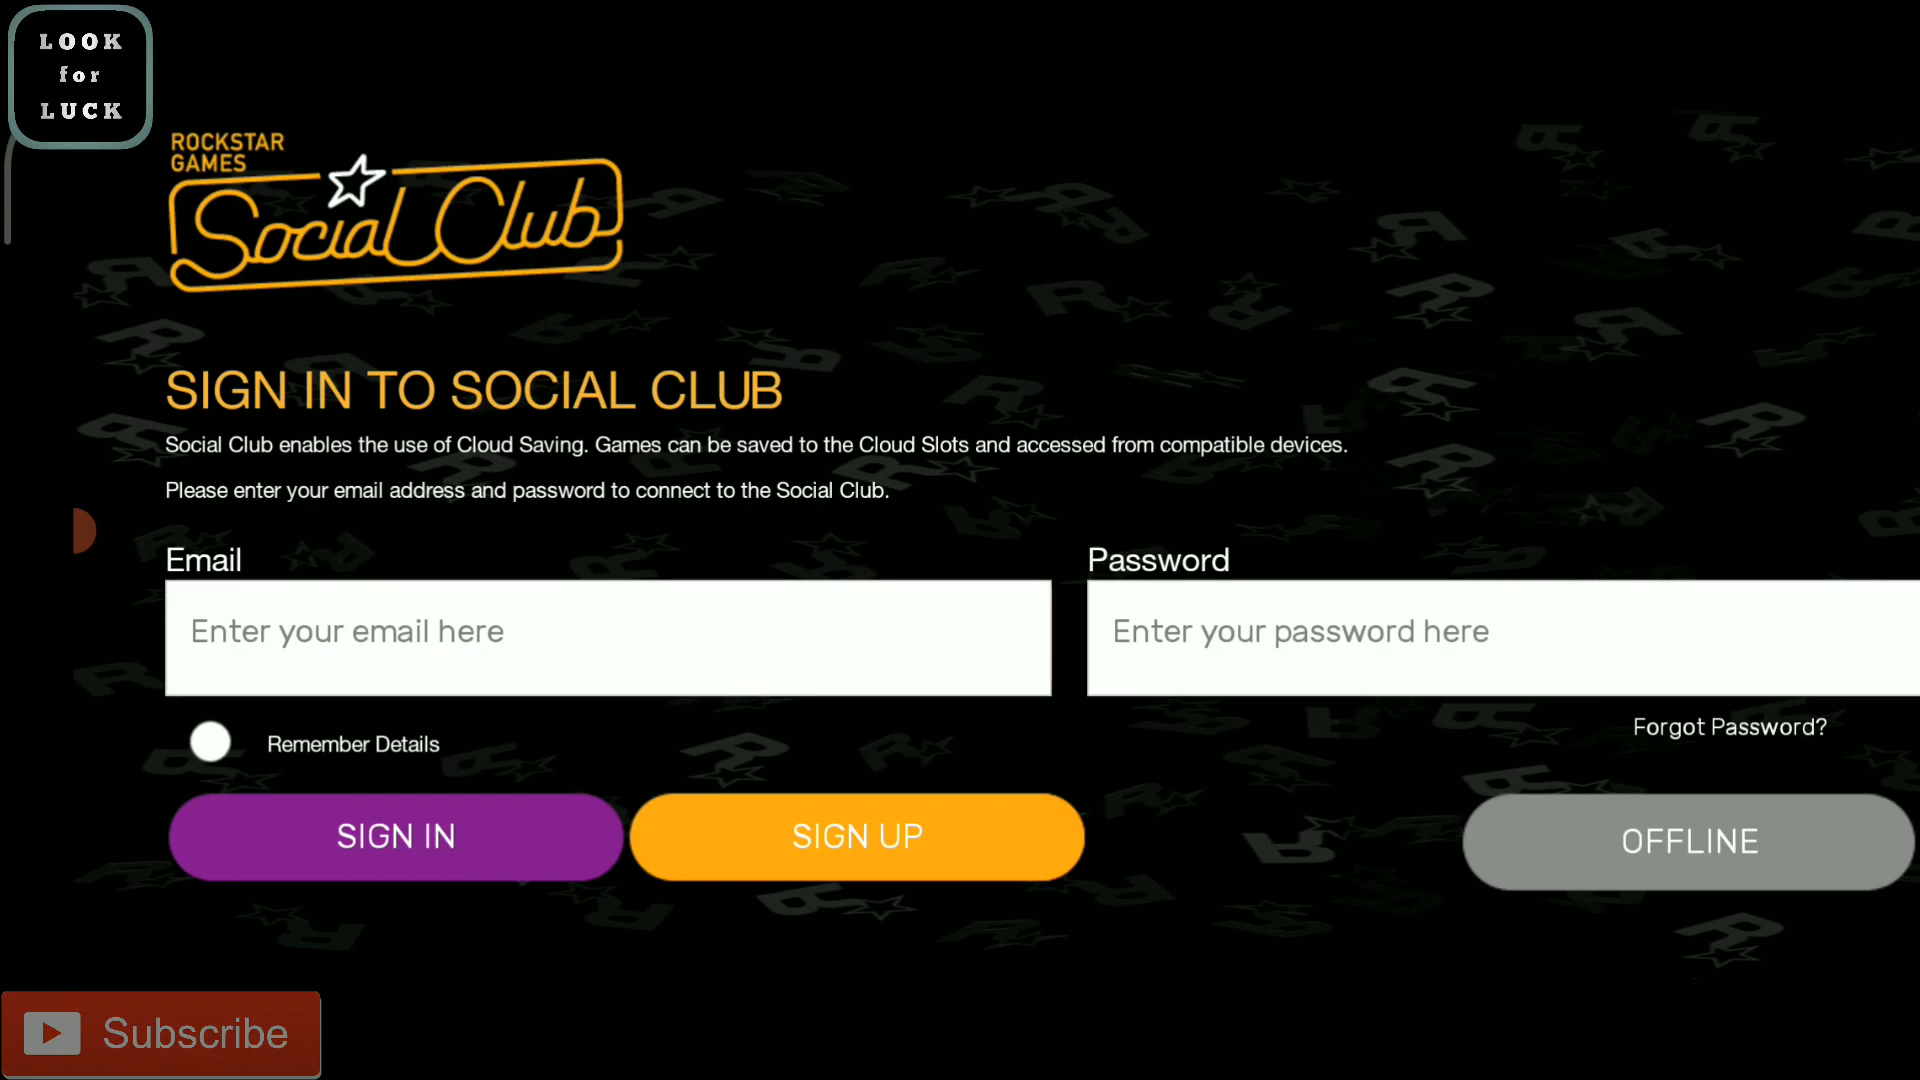 LOOK
for
LUCK
ROCKSTAR
GAMES
Social Club
SIGN IN TO SOCIAL CLUB
Social Club enables the use of Cloud Saving. Games can be saved to the Cloud Slots and accessed from compatible devices.
Please enter your email address and password to connect to the Social Club.
Email
Password
Enter your email here
Enter your password here
Remember Details
Forgot Password?
SIGN IN
SIGN UP
OFFLINE
Subscribe